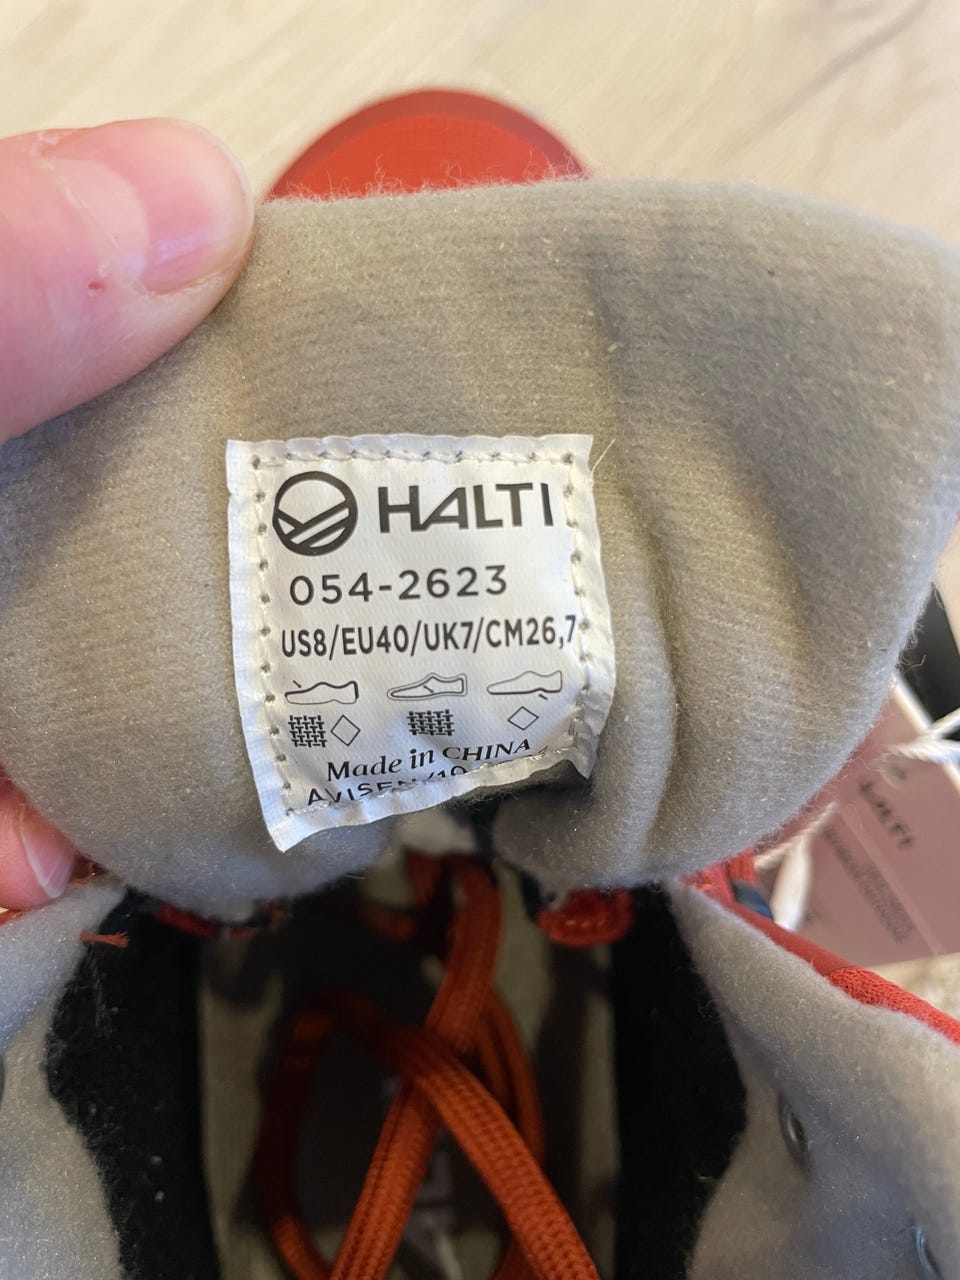 HALTI
054-2623
US8/EU40/UK7/CM26,7
Made in CHINA